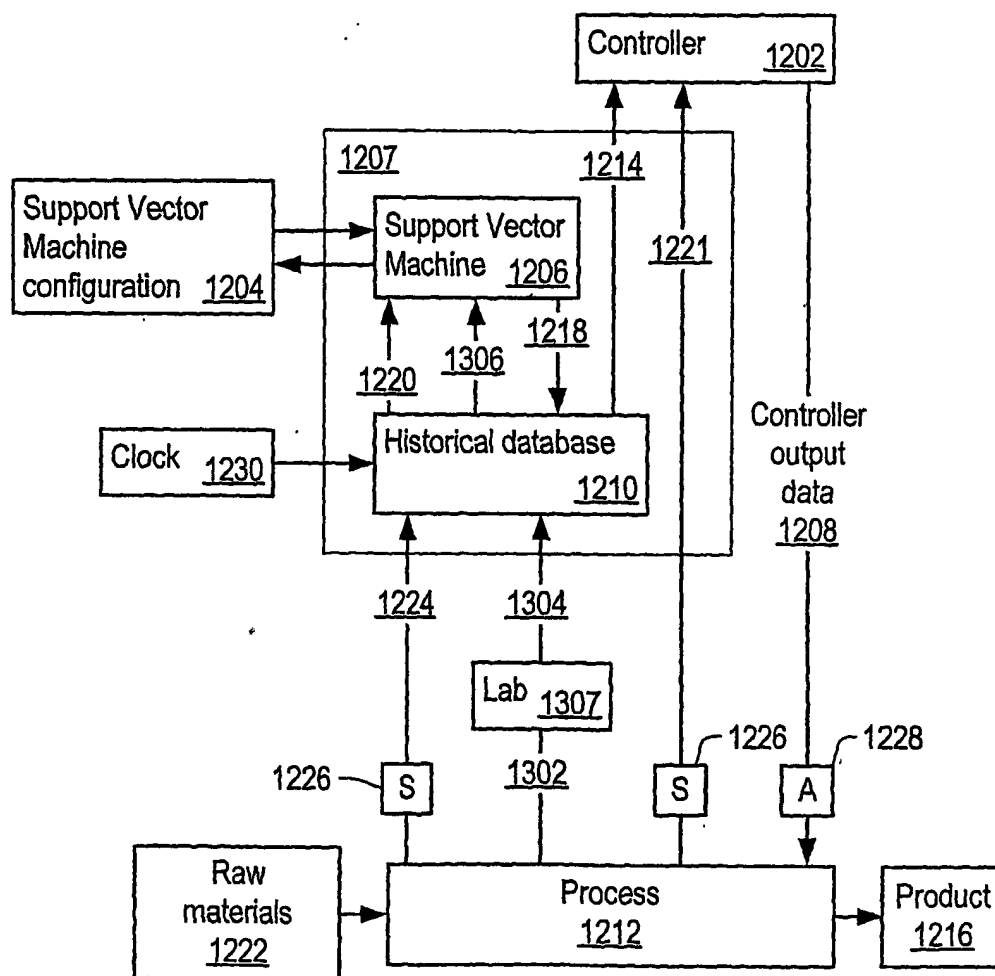 Controller
1202
1207
1214
Support Vector
Machine
configuration 1204
Support Vector
Machine 1206
1221
1218
1306
1220
Historical database
1210
Clock 1230
Controller
output
data
1208
1224
1304
Lab 1307
1302
1226
S
S
1226
A
1228
Raw
materials
1222
Process
1212
Product
1216